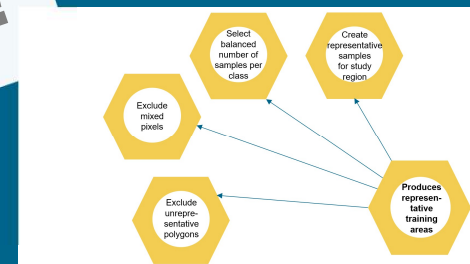 Select
balanced
number of
samples per
class
Create
representative
samples
for study
region
Exclude
mixed
pixels
Exclude
unrepre-
sentative
polygons
Produces
represen-
tative
training
areas